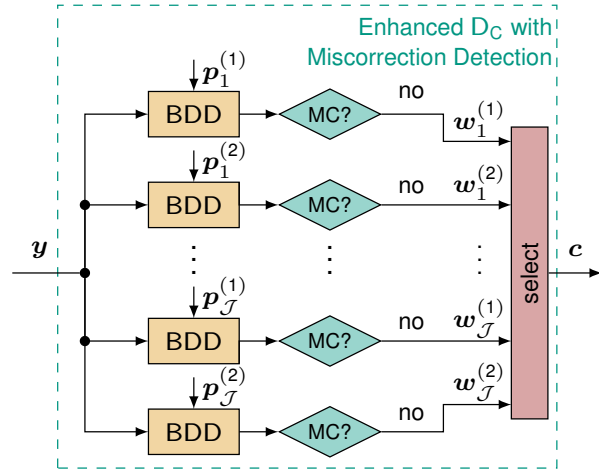 Enhanced D_C with
Miscorrection Detection
p_1^{(1)}
no
BDD
MC?
w_1^{(1)}
p_1^{(2)}
no
BDD
MC?
w_1^{(2)}
y
c
select
p_𝒥^{(1)}
no
BDD
MC?
w_𝒥^{(1)}
p_𝒥^{(2)}
no
BDD
MC?
w_𝒥^{(2)}